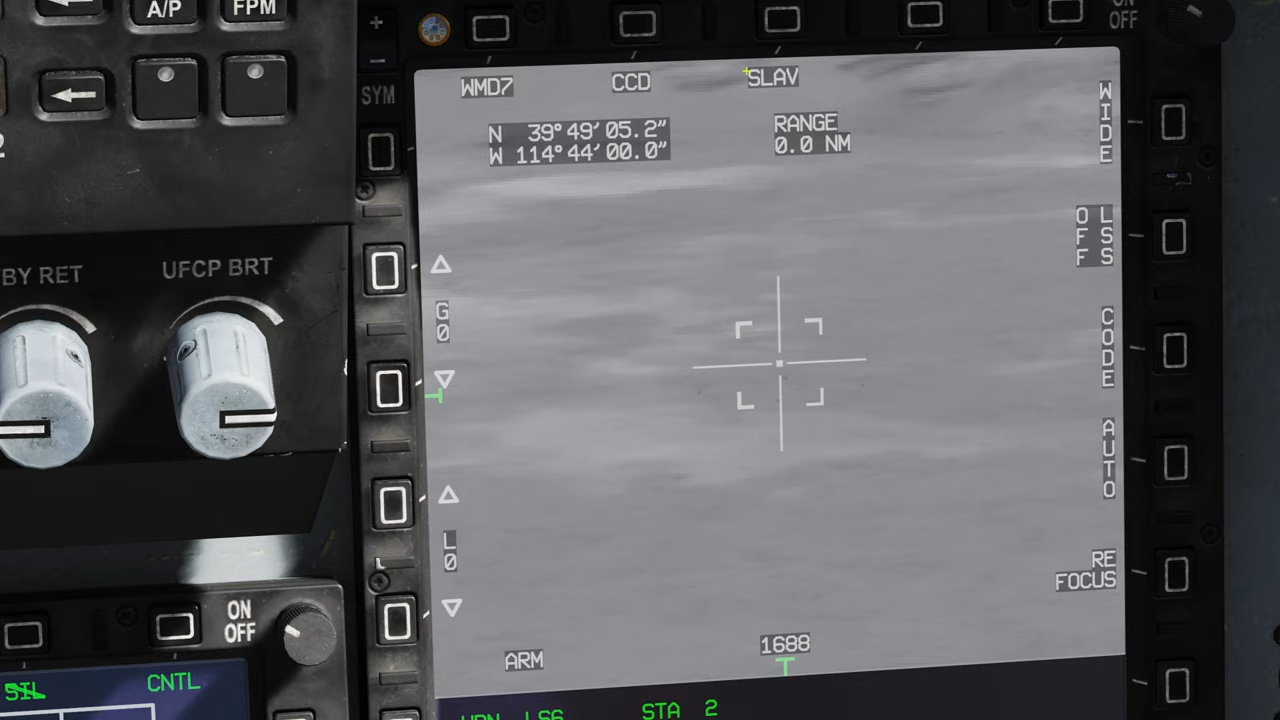 A/P
FPM
ON
OFF
SYM
WMD7
CCD
SLAV
N 39°49'05.2"
W 114°44'00.0"
RANGE
0.0 NM
WIDE
OFF
LSS
G
0
CODE
AUTO
L
0
RE
FOCUS
BY RET
UFCP BRT
ON
OFF
SIL
CNTL
ARM
1688
STA 2